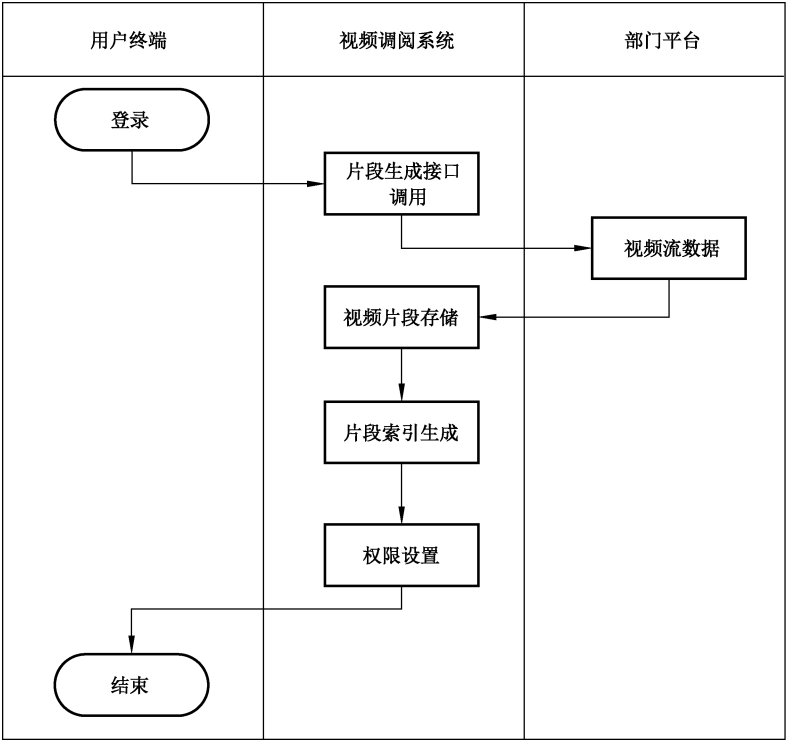 用户终端
视频调阅系统
部门平台
登录
片段生成接口
调用
视频流数据
视频片段存储
片段索引生成
权限设置
结束